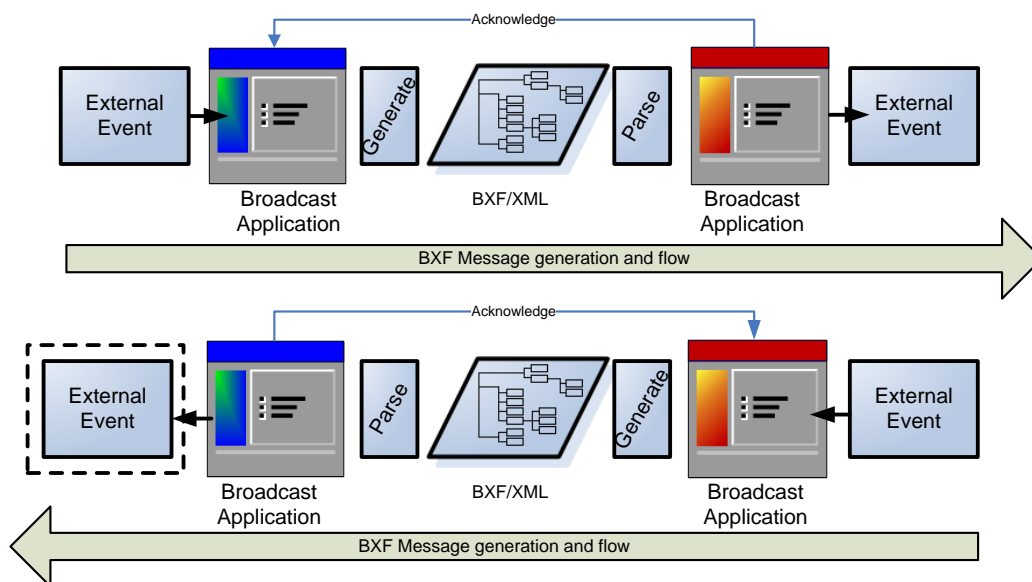 Acknowledge
External
Event
Generate
Parse
External
Event
BXF/XML
Broadcast
Application
Broadcast
Application
BXF Message generation and flow
Acknowledge
External
Event
Parse
Generate
External
Event
BXF/XML
Broadcast
Application
Broadcast
Application
BXF Message generation and flow